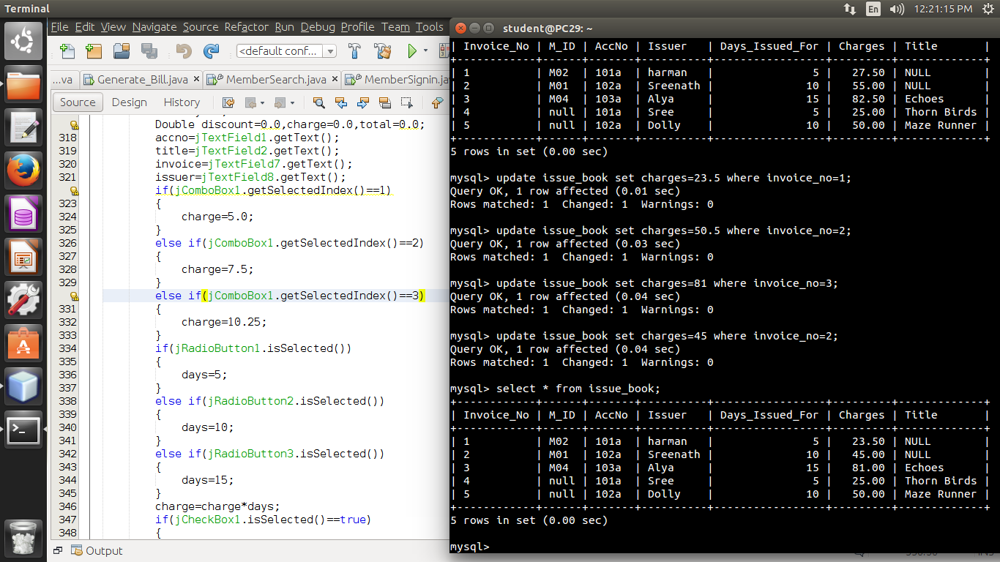 Terminal
En
12:21:15 PM
File Edit View Navigate Source Refactor Run Debug Profile Team Tools
<default conf...
...va Generate_Bill.java MemberSearch.java MemberSignin.ja
Source Design History
Double discount=0.0,charge=0.0,total=0.0;
318 accno=jTextField1.getText();
319 title=jTextField2.getText();
320 invoice=jTextField7.getText();
321 issuer=jTextField8.getText();
if(jComboBox1.getSelectedIndex()==1)
323 {
324 charge=5.0;
325 }
326 else if(jComboBox1.getSelectedIndex()==2)
327 {
328 charge=7.5;
329 }
else if(jComboBox1.getSelectedIndex()==3)
331 {
332 charge=10.25;
333 }
334 if(jRadioButton1.isSelected())
335 {
336 days=5;
337 }
338 else if(jRadioButton2.isSelected())
339 {
340 days=10;
341 }
342 else if(jRadioButton3.isSelected())
343 {
344 days=15;
345 }
346 charge=charge*days;
347 if(jCheckBox1.isSelected()==true)
348 {
Output
student@PC29: ~
| Invoice_No | M_ID | AccNo | Issuer | Days_Issued_For | Charges | Title |
+------------+------+-------+----------+-----------------+---------+-------------+
| 1 | M02 | 101a | harman | 5 | 27.50 | NULL |
| 2 | M01 | 102a | Sreenath | 10 | 55.00 | NULL |
| 3 | M04 | 103a | Alya | 15 | 82.50 | Echoes |
| 4 | null | 101a | Sree | 5 | 25.00 | Thorn Birds |
| 5 | null | 102a | Dolly | 10 | 50.00 | Maze Runner |
+------------+------+-------+----------+-----------------+---------+-------------+
5 rows in set (0.00 sec)
mysql> update issue_book set charges=23.5 where invoice_no=1;
Query OK, 1 row affected (0.01 sec)
Rows matched: 1 Changed: 1 Warnings: 0
mysql> update issue_book set charges=50.5 where invoice_no=2;
Query OK, 1 row affected (0.03 sec)
Rows matched: 1 Changed: 1 Warnings: 0
mysql> update issue_book set charges=81 where invoice_no=3;
Query OK, 1 row affected (0.04 sec)
Rows matched: 1 Changed: 1 Warnings: 0
mysql> update issue_book set charges=45 where invoice_no=2;
Query OK, 1 row affected (0.04 sec)
Rows matched: 1 Changed: 1 Warnings: 0
mysql> select * from issue_book;
+------------+------+-------+----------+-----------------+---------+-------------+
| Invoice_No | M_ID | AccNo | Issuer | Days_Issued_For | Charges | Title |
+------------+------+-------+----------+-----------------+---------+-------------+
| 1 | M02 | 101a | harman | 5 | 23.50 | NULL |
| 2 | M01 | 102a | Sreenath | 10 | 45.00 | NULL |
| 3 | M04 | 103a | Alya | 15 | 81.00 | Echoes |
| 4 | null | 101a | Sree | 5 | 25.00 | Thorn Birds |
| 5 | null | 102a | Dolly | 10 | 50.00 | Maze Runner |
+------------+------+-------+----------+-----------------+---------+-------------+
5 rows in set (0.00 sec)
mysql>